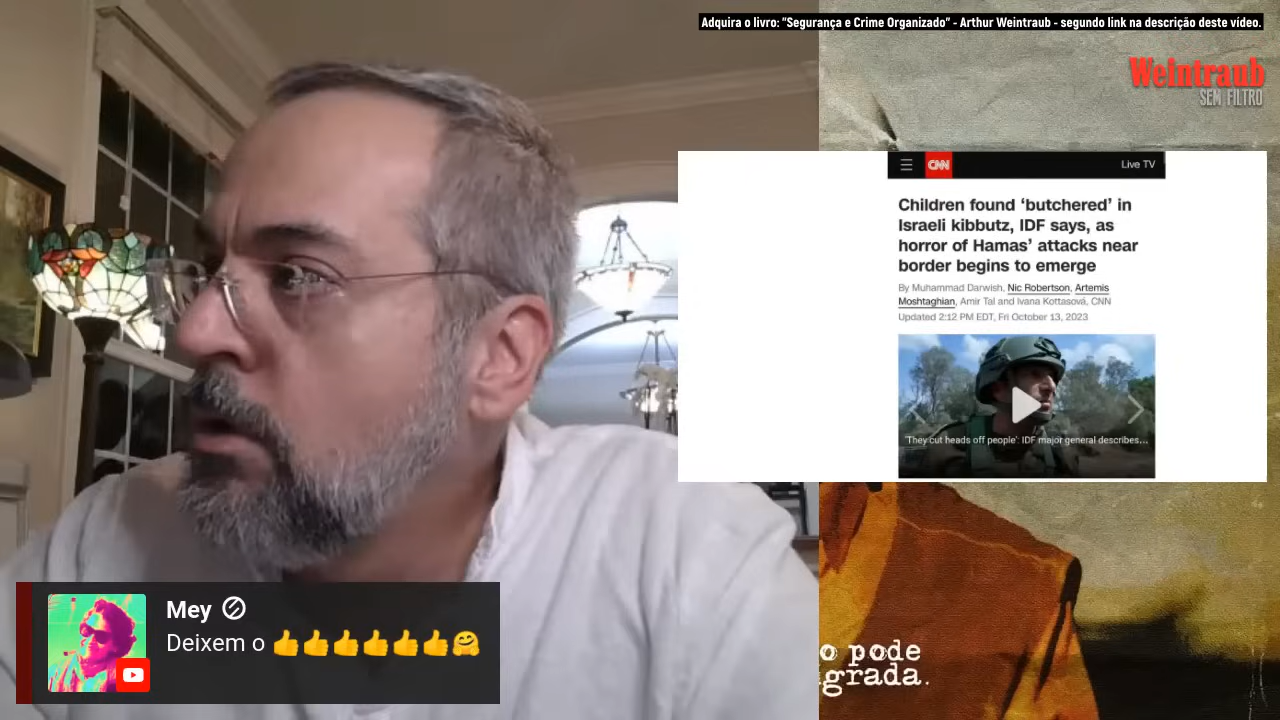 Adquira o livro: "Segurança e Crime Organizado" - Arthur Weintraub - segundo link na descrição deste vídeo.
Weintraub
SEM FILTRO
CNN
Live TV
Children found ‘butchered’ in
Israeli kibbutz, IDF says, as
horror of Hamas’ attacks near
border begins to emerge
By Muhammad Darwish, Nic Robertson, Artemis
Moshtaghian, Amir Tal and Ivana Kottasová, CNN
Updated 2:12 PM EDT, Fri October 13, 2023
'They cut heads off people': IDF major general describes...
Mey
Deixem o 👍👍👍👍👍👍🤗
o pode
grada.